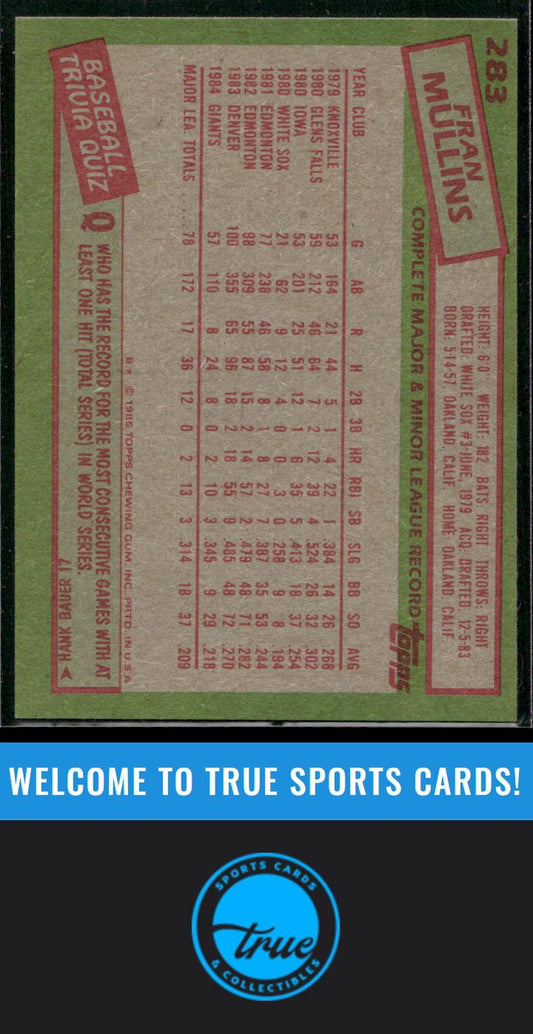 283
FRAN
MULLINS
HEIGHT: 6'0 WEIGHT: 182 BATS: RIGHT THROWS: RIGHT
DRAFTED: WHITE SOX #3-JUNE, 1979 ACQ: DRAFTED, 12-5-83
BORN: 5-14-57, OAKLAND, CALIF HOME: OAKLAND, CALIF
COMPLETE MAJOR & MINOR LEAGUE RECORD topps
YEAR CLUB G AB R H 2B 3B HR RBI SB SLG BB SO AVG
1979 KNOXVILLE 53 164 21 44 5 1 4 22 1 .384 14 26 .268
1980 GLENS FALLS 59 212 46 64 7 2 12 39 4 .524 26 32 .302
1980 IOWA 53 201 25 51 12 1 6 36 5 .413 18 37 .254
1980 WHITE SOX 21 62 9 12 4 0 0 3 0 .258 9 8 .194
1981 EDMONTON 77 238 46 58 8 1 8 27 7 .387 35 53 .244
1982 EDMONTON 98 309 55 87 15 2 14 57 2 .479 48 71 .282
1983 DENVER 100 355 65 96 18 2 18 55 9 .485 48 72 .270
1984 GIANTS 57 110 8 24 8 0 2 10 3 .345 9 29 .218
MAJOR LEA. TOTALS .... 78 172 17 36 12 0 2 13 3 .314 18 37 .209
B* © 1985 TOPPS CHEWING GUM, INC. PRTD. IN U.S.A.
BASEBALL
TRIVIA QUIZ
Q WHO HAS THE RECORD FOR THE MOST CONSECUTIVE GAMES WITH AT
LEAST ONE HIT (TOTAL SERIES) IN WORLD SERIES.
HANK BAUER 17 A
WELCOME TO TRUE SPORTS CARDS!
SPORTS CARDS
true
& COLLECTIBLES